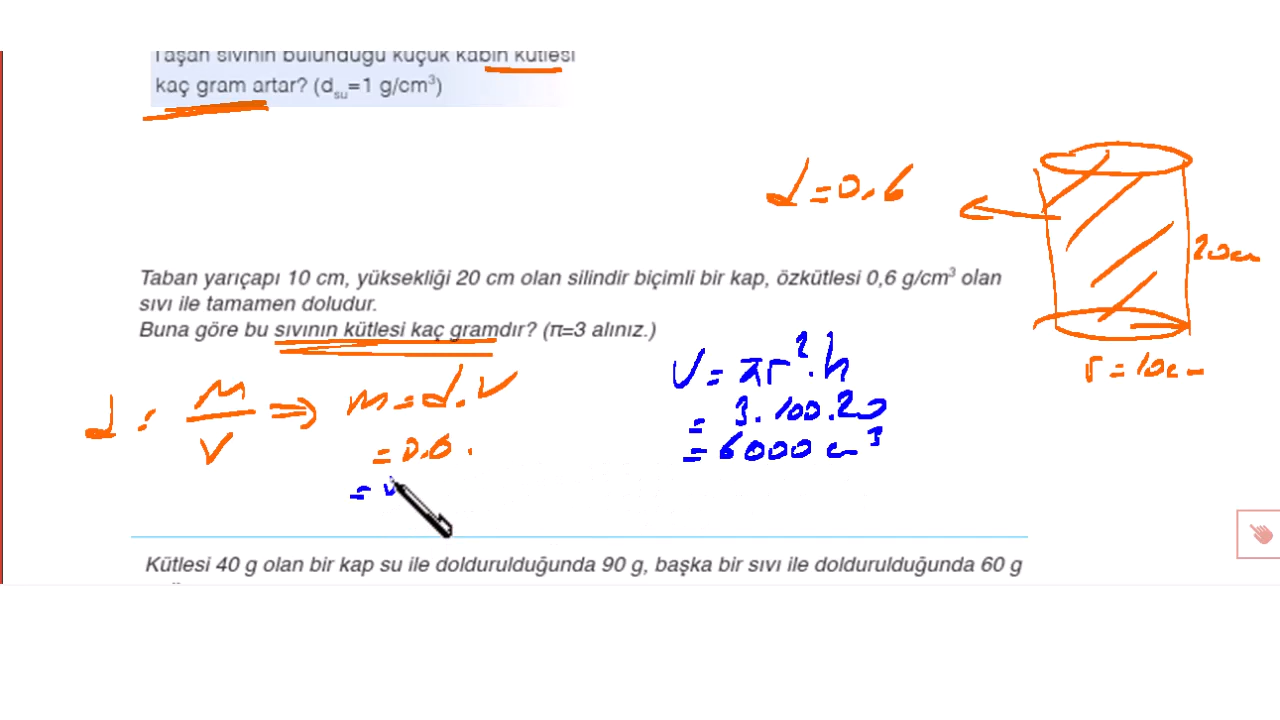 Taşan sıvının bulunduğu küçük kabın kütlesi
kaç gram artar? (dsu=1 g/cm³)
d=0.6
20cm
r=10cm
Taban yarıçapı 10 cm, yüksekliği 20 cm olan silindir biçimli bir kap, özkütlesi 0,6 g/cm³ olan
sıvı ile tamamen doludur.
Buna göre bu sıvının kütlesi kaç gramdır? (π=3 alınız.)
d = m/V ⇒ m=d.V
=0.6.
=
V=πr².h
= 3.100.20
= 6000 cm³
Kütlesi 40 g olan bir kap su ile doldurulduğunda 90 g, başka bir sıvı ile doldurulduğunda 60 g